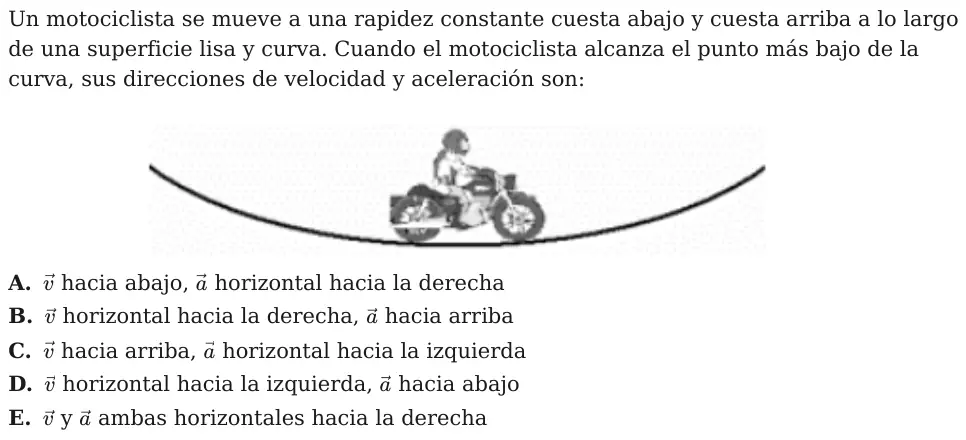 Un motociclista se mueve a una rapidez constante cuesta abajo y cuesta arriba a lo largo
de una superficie lisa y curva. Cuando el motociclista alcanza el punto más bajo de la
curva, sus direcciones de velocidad y aceleración son:
A. v⃗ hacia abajo, a⃗ horizontal hacia la derecha
B. v⃗ horizontal hacia la derecha, a⃗ hacia arriba
C. v⃗ hacia arriba, a⃗ horizontal hacia la izquierda
D. v⃗ horizontal hacia la izquierda, a⃗ hacia abajo
E. v⃗ y a⃗ ambas horizontales hacia la derecha